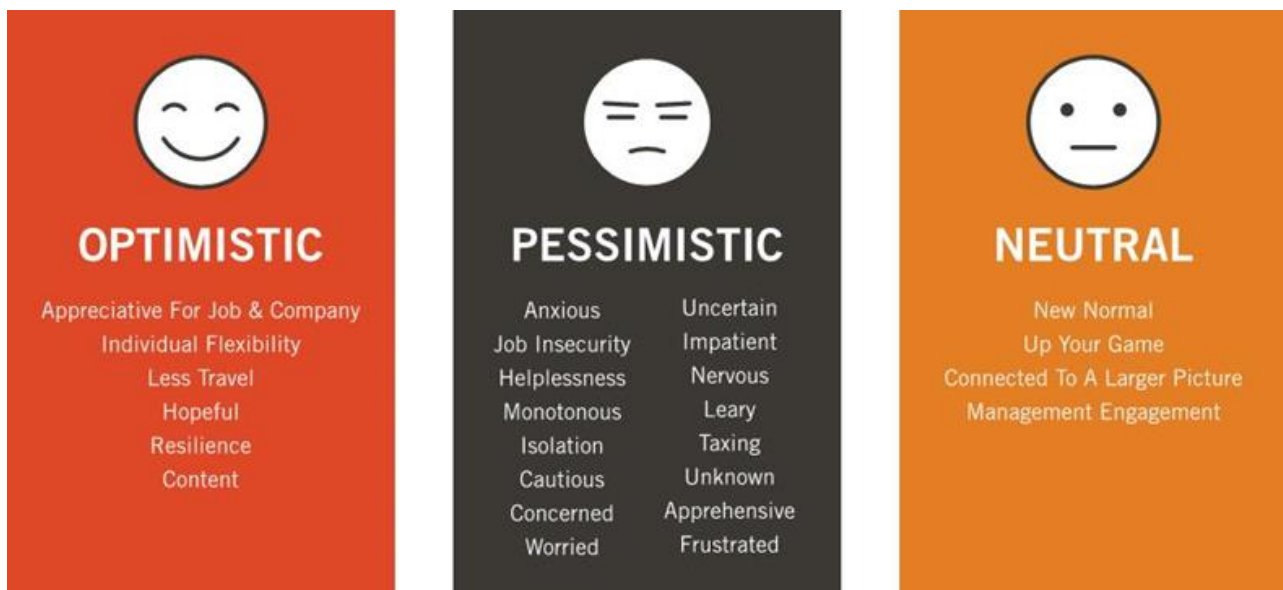 OPTIMISTIC
Appreciative For Job & Company
Individual Flexibility
Less Travel
Hopeful
Resilience
Content
PESSIMISTIC
Anxious
Job Insecurity
Helplessness
Monotonous
Isolation
Cautious
Concerned
Worried
Uncertain
Impatient
Nervous
Leary
Taxing
Unknown
Apprehensive
Frustrated
NEUTRAL
New Normal
Up Your Game
Connected To A Larger Picture
Management Engagement